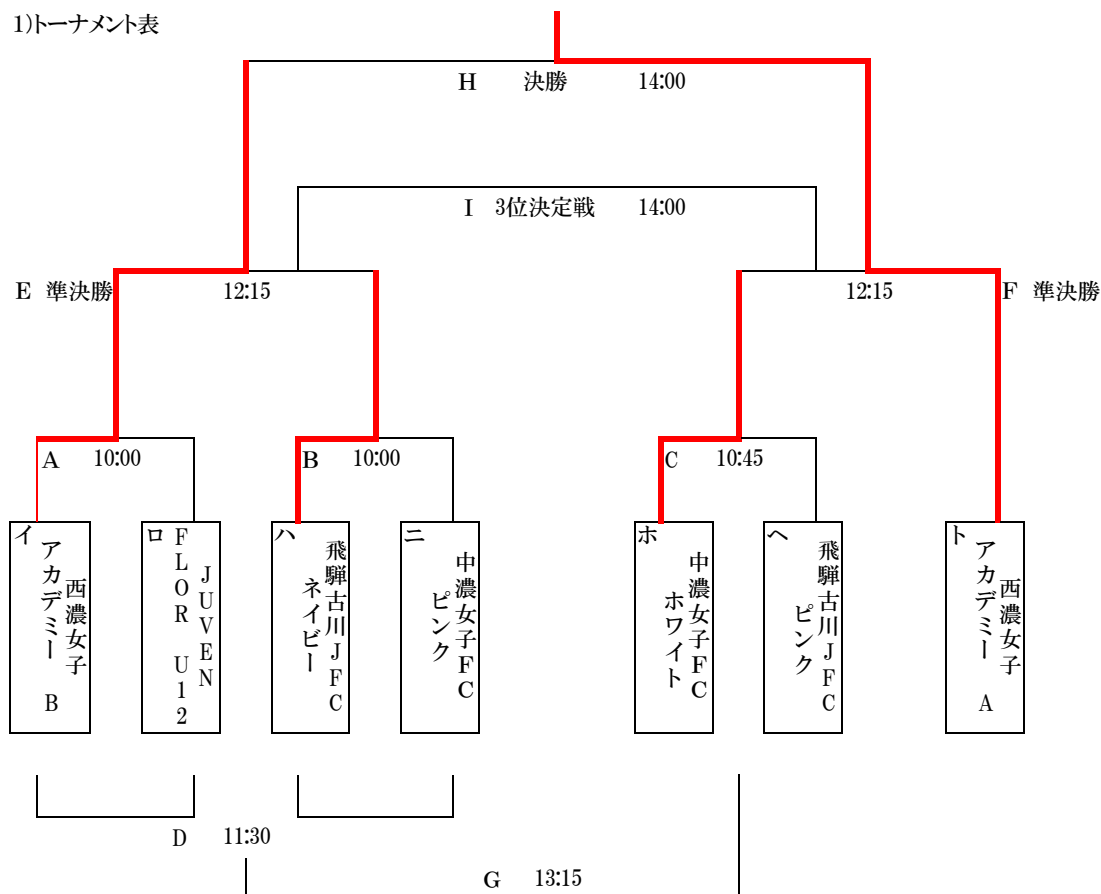 1)トーナメント表
H 決勝 14:00
I 3位決定戦 14:00
E 準決勝 12:15
12:15 F 準決勝
A 10:00
B 10:00
C 10:45
イ
西濃女子
アカデミー B
ロ
JUVEN
FLOR U12
ハ
飛騨古川JFC
ネイビー
ニ
中濃女子FC
ピンク
ホ
中濃女子FC
ホワイト
ヘ
飛騨古川JFC
ピンク
ト
西濃女子
アカデミー A
D 11:30
G 13:15